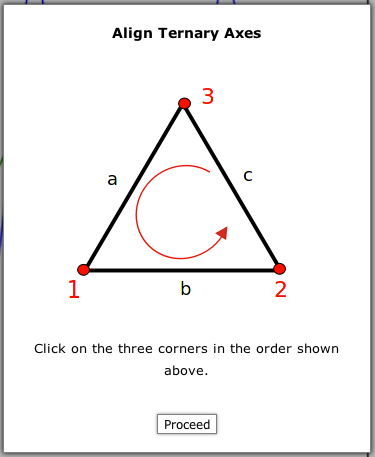 Align Ternary Axes
3
a
c
1
b
2
Click on the three corners in the order shown
above.
Proceed